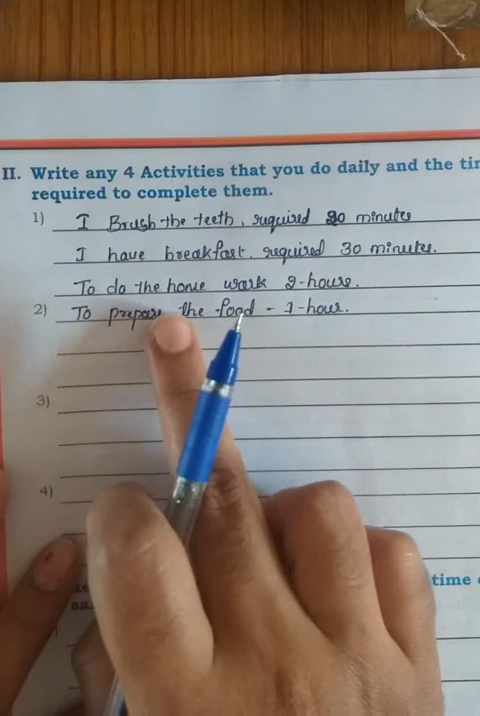 II. Write any 4 Activities that you do daily and the
required to complete them.
1) I Brush the teeth, required 20 minutes
I have breakfast. required 30 minutes.
To do the home work 2-hours.
2) To prepare the food - 1-hour.
3)
4)
time